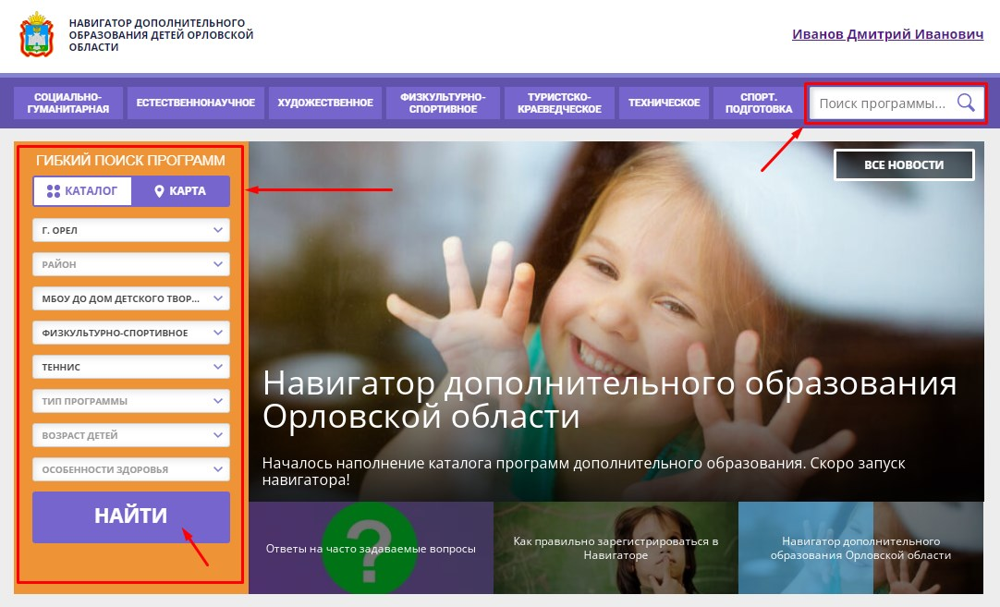 НАВИГАТОР ДОПОЛНИТЕЛЬНОГО
ОБРАЗОВАНИЯ ДЕТЕЙ ОРЛОВСКОЙ
ОБЛАСТИ
Иванов Дмитрий Иванович
СОЦИАЛЬНО-
ГУМАНИТАРНАЯ
ЕСТЕСТВЕННОНАУЧНОЕ
ХУДОЖЕСТВЕННОЕ
ФИЗКУЛЬТУРНО-
СПОРТИВНОЕ
ТУРИСТСКО-
КРАЕВЕДЧЕСКОЕ
ТЕХНИЧЕСКОЕ
СПОРТ.
ПОДГОТОВКА
Поиск программы...
ГИБКИЙ ПОИСК ПРОГРАММ
КАТАЛОГ
КАРТА
Г. ОРЕЛ
РАЙОН
МБОУ ДО ДОМ ДЕТСКОГО ТВОР...
ФИЗКУЛЬТУРНО-СПОРТИВНОЕ
ТЕННИС
ТИП ПРОГРАММЫ
ВОЗРАСТ ДЕТЕЙ
ОСОБЕННОСТИ ЗДОРОВЬЯ
НАЙТИ
ВСЕ НОВОСТИ
Навигатор дополнительного образования
Орловской области
Началось наполнение каталога программ дополнительного образования. Скоро запуск
навигатора!
?
Ответы на часто задаваемые вопросы
Как правильно зарегистрироваться в
Навигаторе
Навигатор дополнительного
образования Орловской области